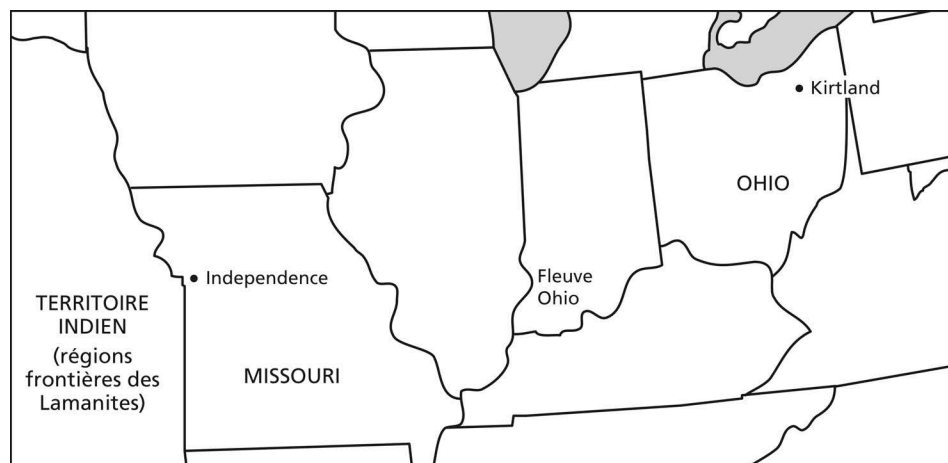 Kirtland
OHIO
Independence
Fleuve
Ohio
TERRITOIRE
INDIEN
(régions
frontières des
Lamanites)
MISSOURI